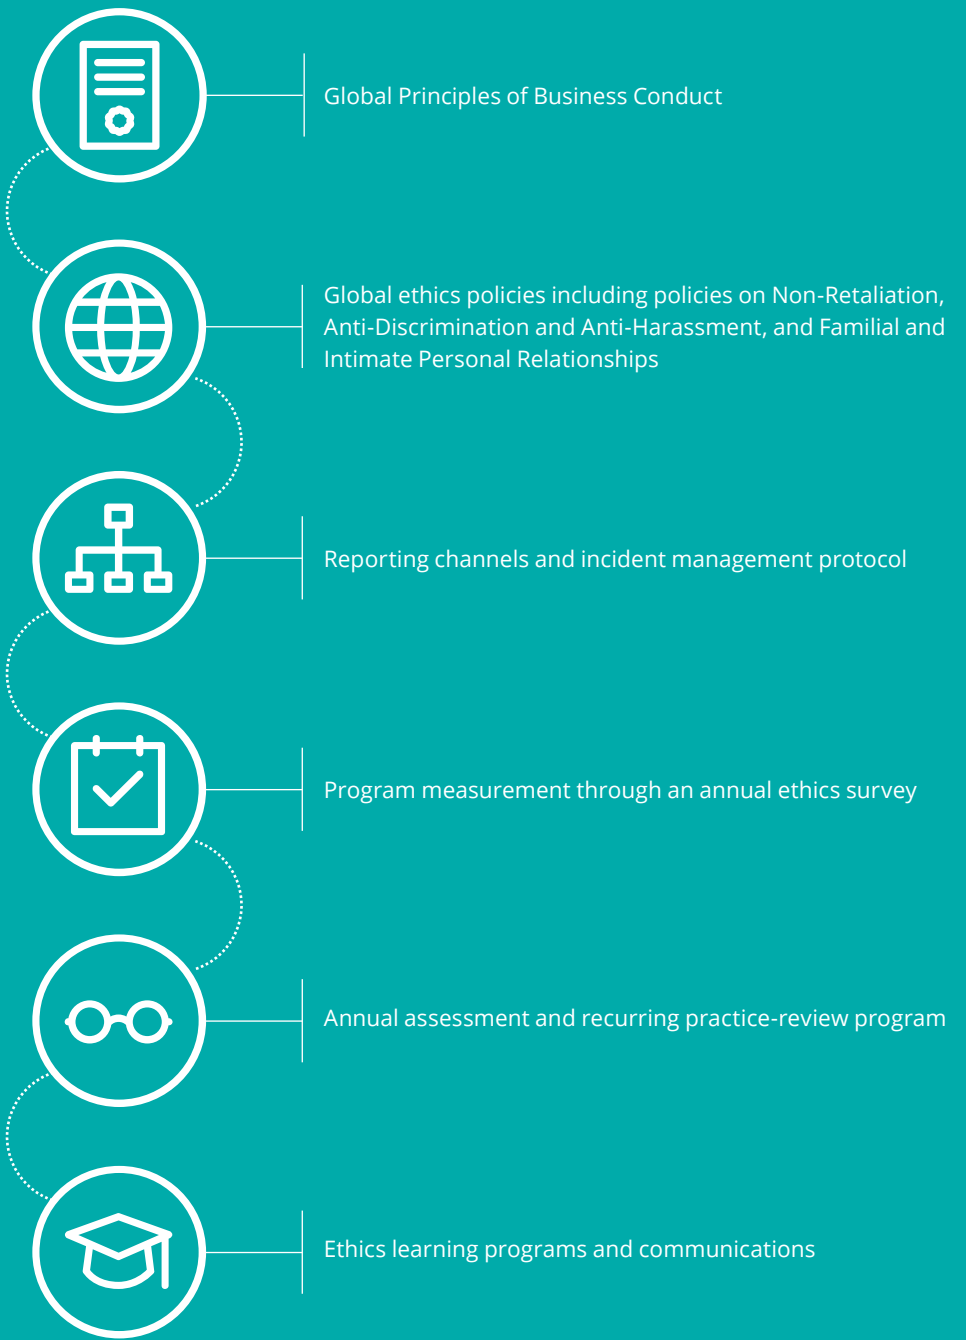 Global Principles of Business Conduct
Global ethics policies including policies on Non-Retaliation,
Anti-Discrimination and Anti-Harassment, and Familial and
Intimate Personal Relationships
Reporting channels and incident management protocol
Program measurement through an annual ethics survey
Annual assessment and recurring practice-review program
Ethics learning programs and communications